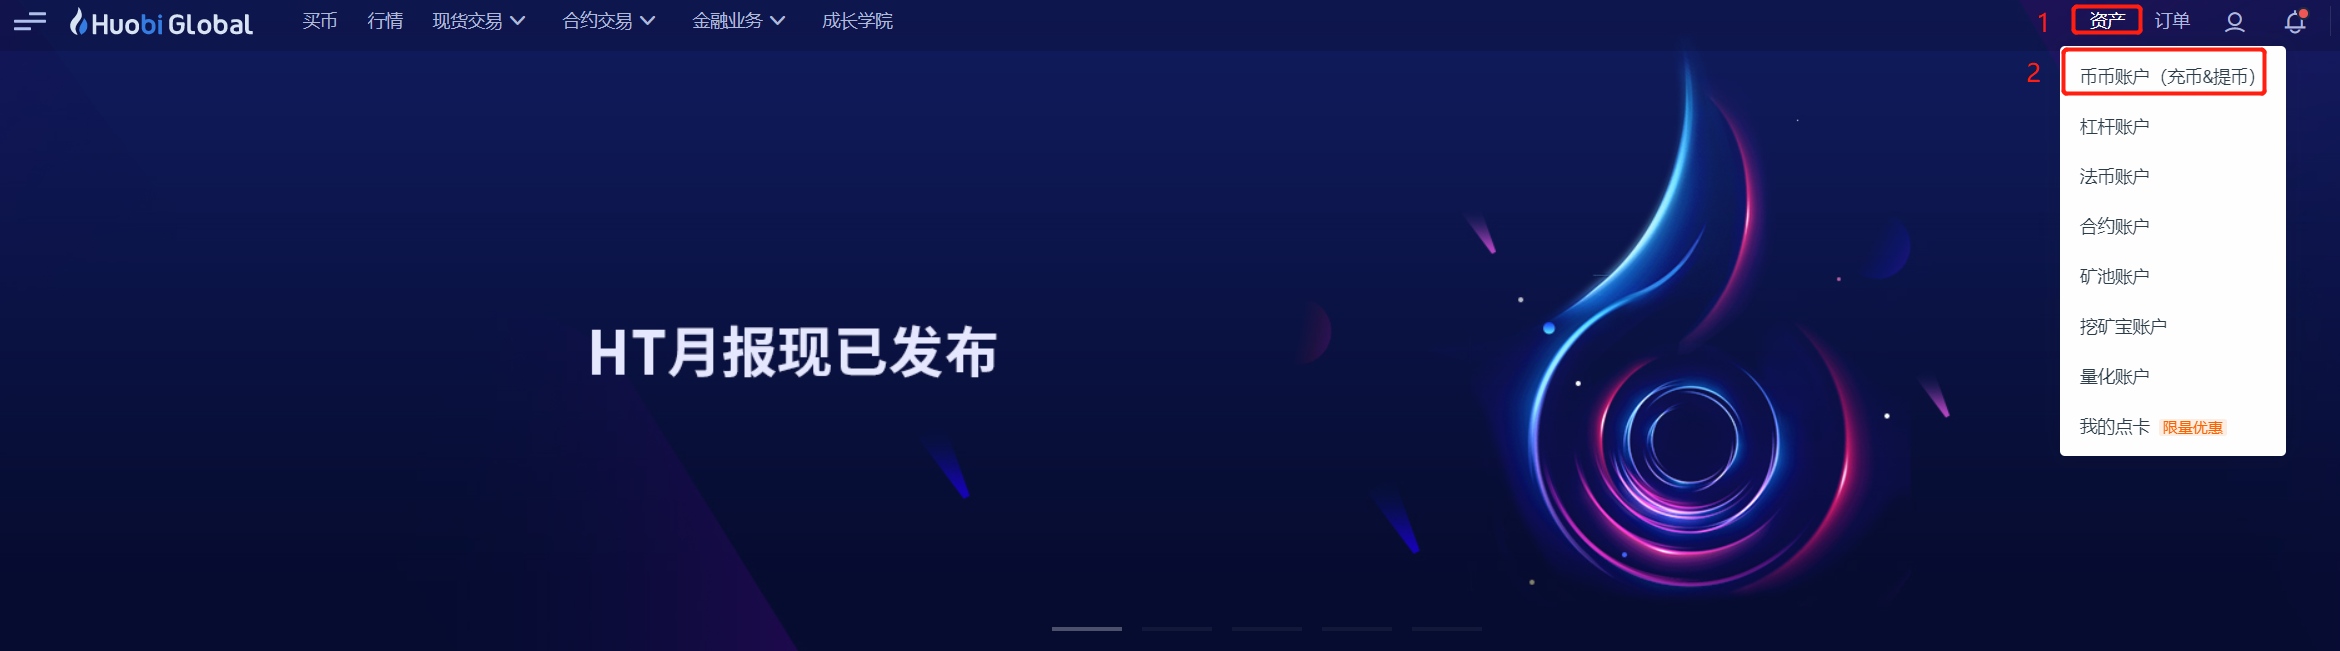 Huobi Global 买币 行情 现货交易 合约交易 金融业务 成长学院 1 资产 订单
2 币币账户（充币&提币）
杠杆账户
法币账户
合约账户
矿池账户
挖矿宝账户
量化账户
我的点卡 限量优惠
HT月报现已发布